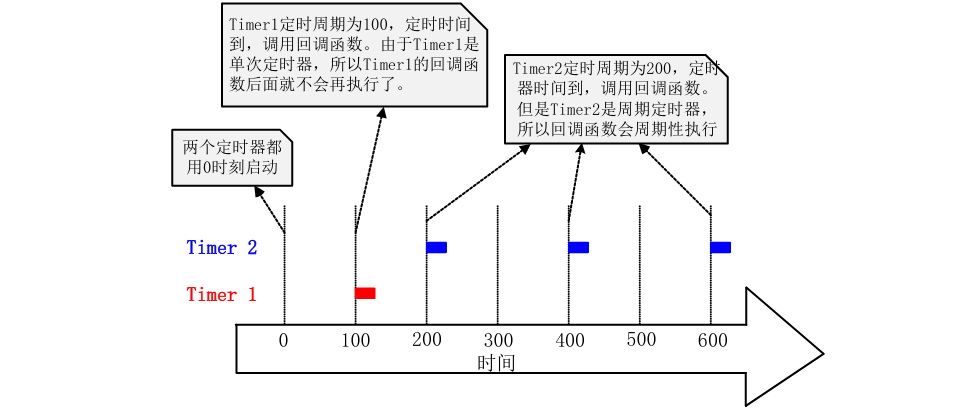 Timer1定时周期为100，定时时间
到，调用回调函数。由于Timer1是
单次定时器，所以Timer1的回调函
数后面就不会再执行了。
Timer2定时周期为200，定时
器时间到，调用回调函数。
但是Timer2是周期定时器，
所以回调函数会周期性执行
两个定时器都
用0时刻启动
Timer 2
Timer 1
0 100 200 300 400 500 600
时间